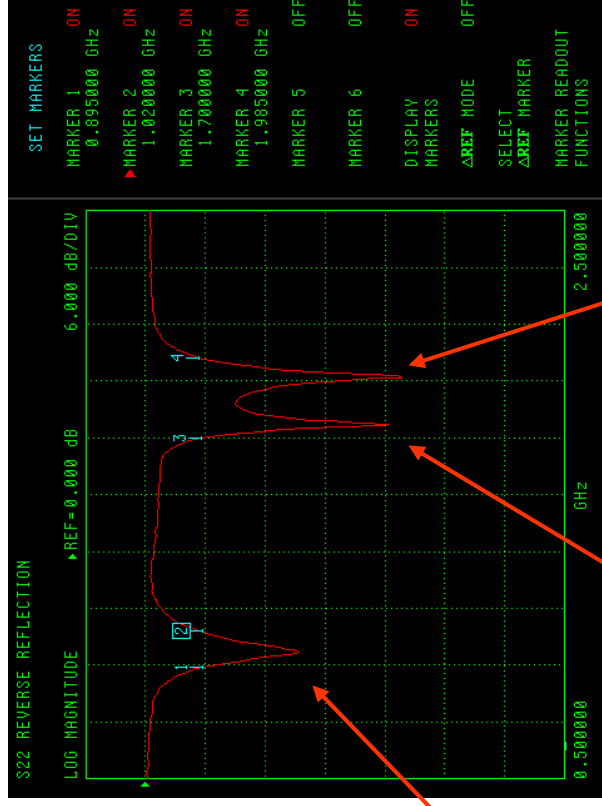 S22 REVERSE REFLECTION
LOG MAGNITUDE ▶REF=0.000 dB 6.000 dB/DIV
1
2
3
4
0.500000 GHz 2.500000
SET MARKERS
MARKER 1 ON
0.895000 GHz
▶MARKER 2 ON
1.020000 GHz
MARKER 3 ON
1.700000 GHz
MARKER 4 ON
1.985000 GHz
MARKER 5 OFF
MARKER 6 OFF
DISPLAY ON
MARKERS
△REF MODE OFF
SELECT
△REF MARKER
MARKER READOUT
FUNCTIONS